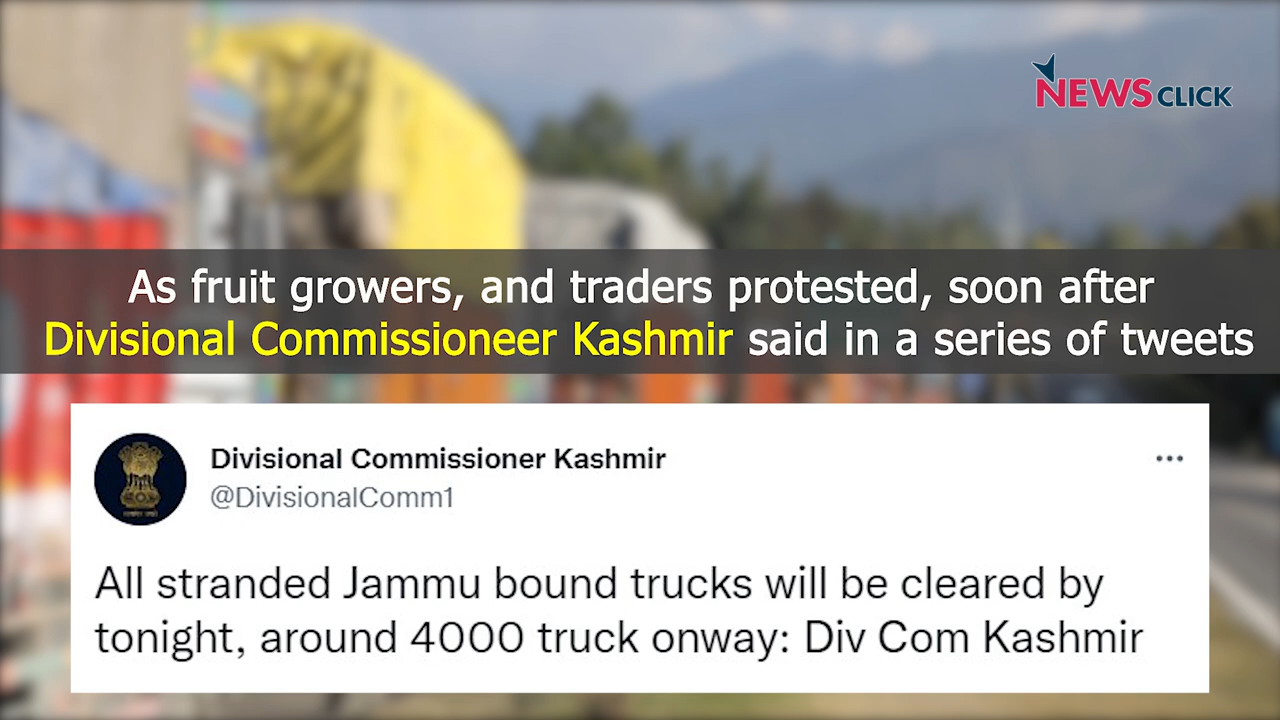 NEWSCLICK
As fruit growers, and traders protested, soon after
Divisional Commissioneer Kashmir said in a series of tweets
Divisional Commissioner Kashmir
@DivisionalComm1
All stranded Jammu bound trucks will be cleared by
tonight, around 4000 truck onway: Div Com Kashmir